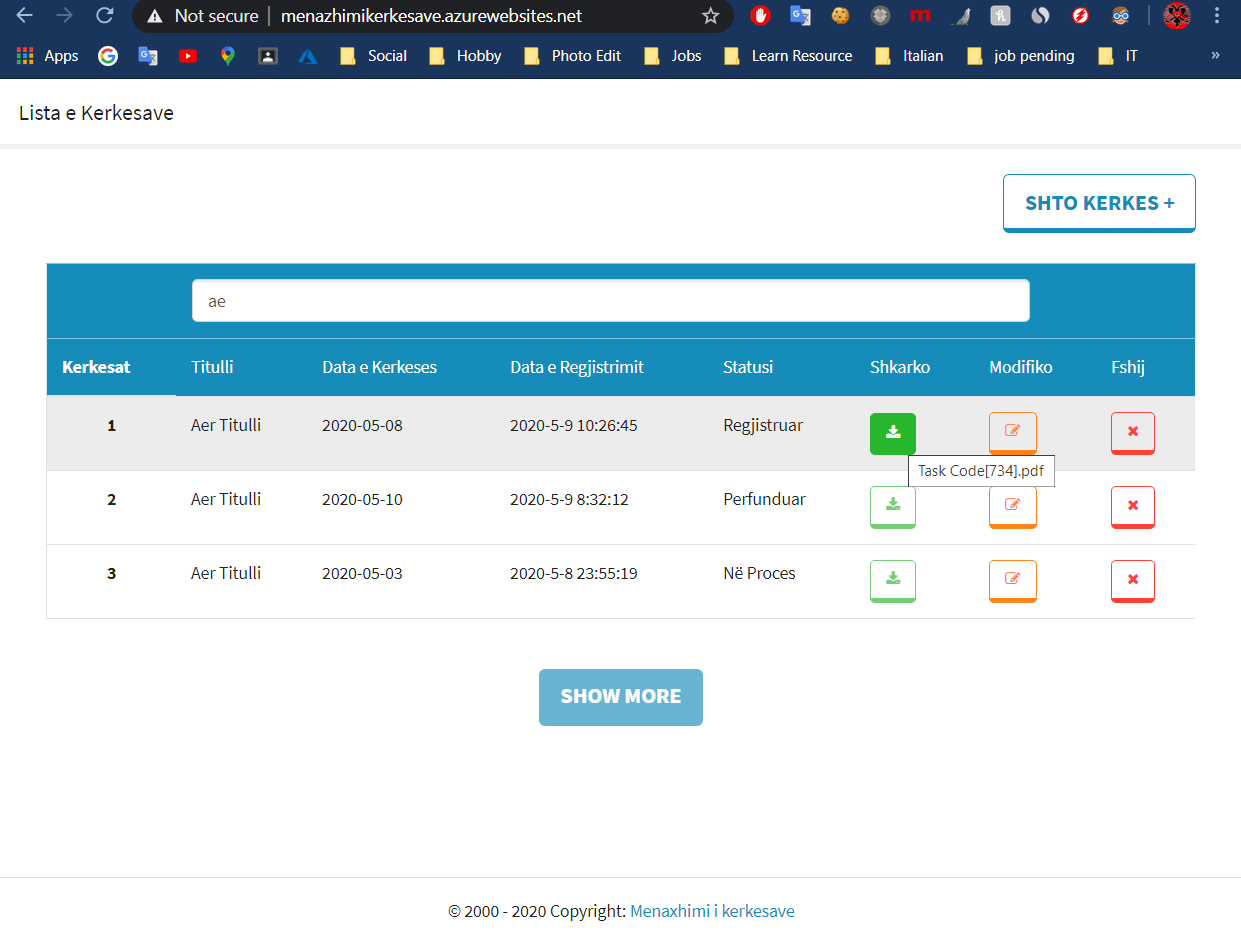 Not secure | menazhimikerkesave.azurewebsites.net
Apps Social Hobby Photo Edit Jobs Learn Resource Italian job pending IT »
Lista e Kerkesave
SHTO KERKES +
ae
Kerkesat Titulli Data e Kerkeses Data e Regjistrimit Statusi Shkarko Modifiko Fshij
1 Aer Titulli 2020-05-08 2020-5-9 10:26:45 Regjistruar
Task Code[734].pdf
2 Aer Titulli 2020-05-10 2020-5-9 8:32:12 Perfunduar
3 Aer Titulli 2020-05-03 2020-5-8 23:55:19 Në Proces
SHOW MORE
© 2000 - 2020 Copyright: Menaxhimi i kerkesave